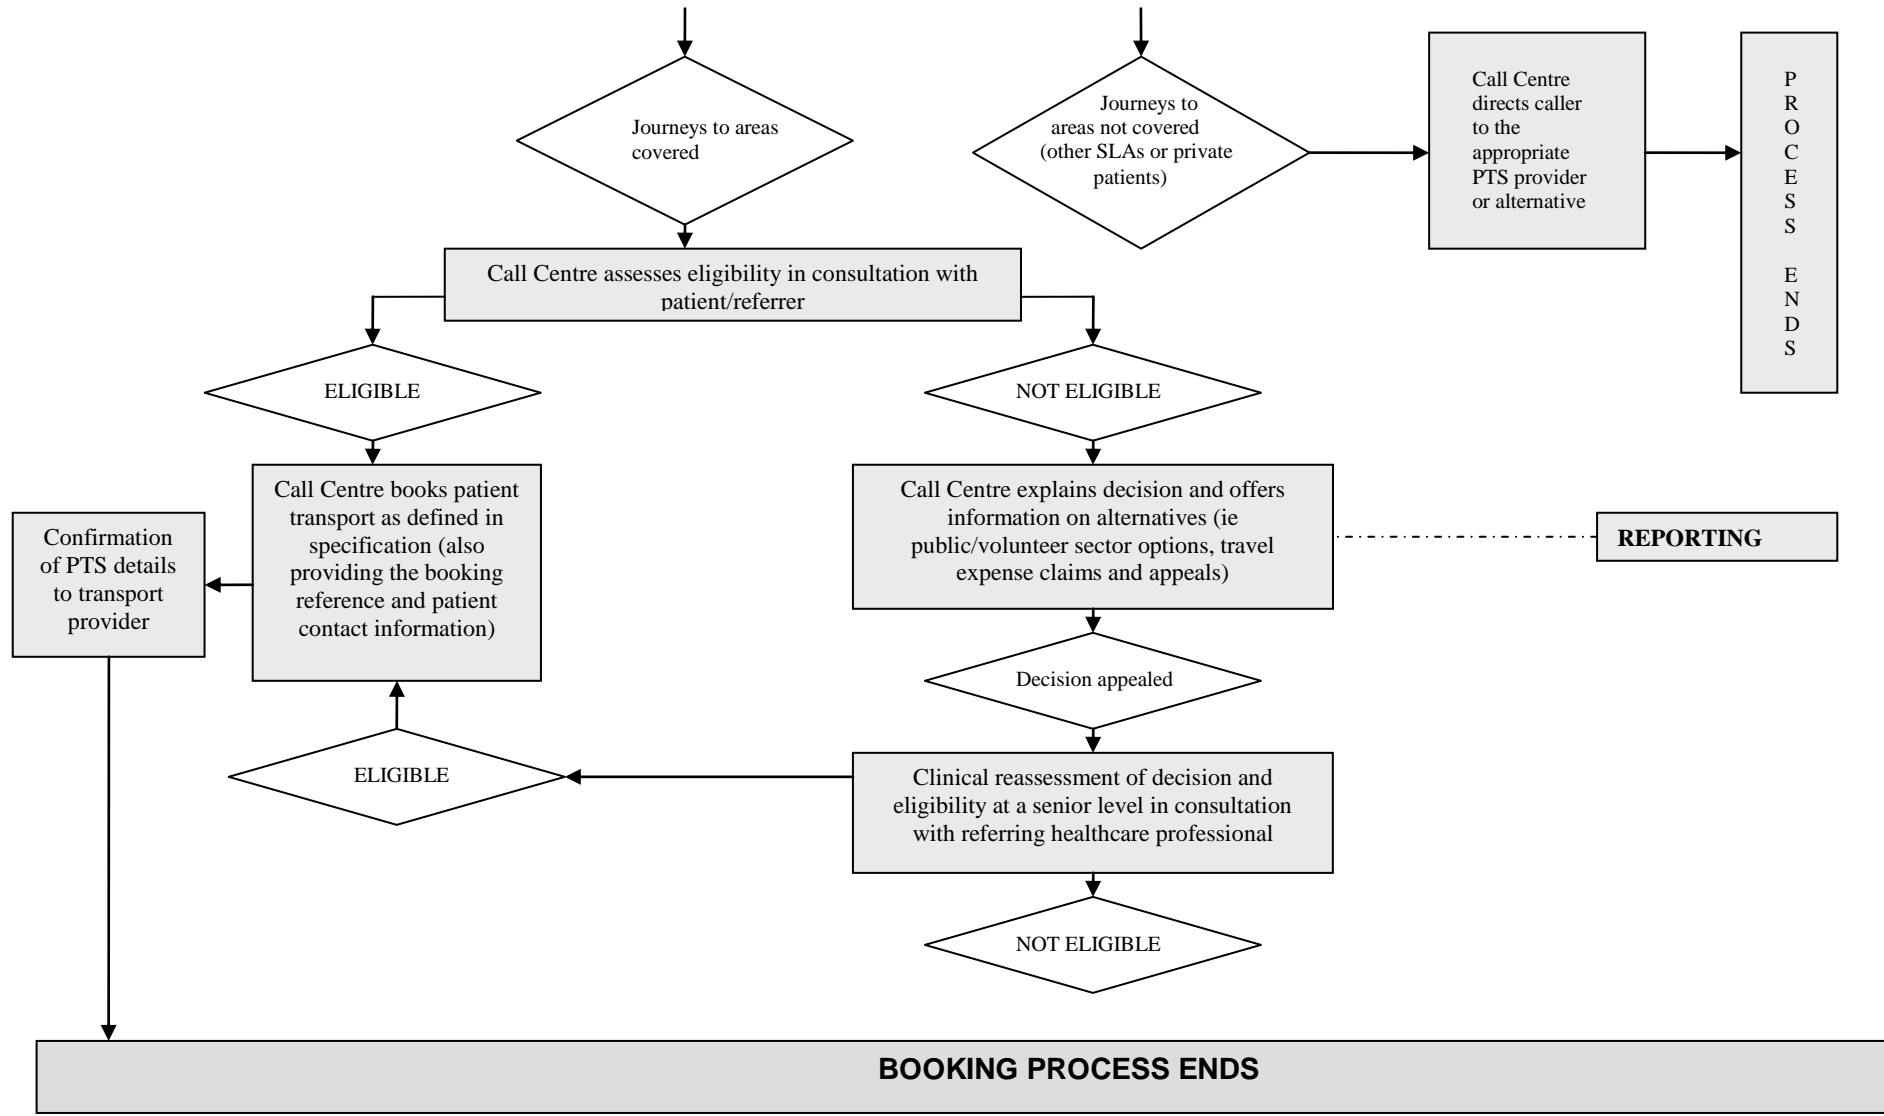 Journeys to areas
covered
Journeys to
areas not covered
(other SLAs or private
patients)
Call Centre
directs caller
to the
appropriate
PTS provider
or alternative
P
R
O
C
E
S
S
E
N
D
S
Call Centre assesses eligibility in consultation with
patient/referrer
ELIGIBLE
NOT ELIGIBLE
Confirmation
of PTS details
to transport
provider
Call Centre books patient
transport as defined in
specification (also
providing the booking
reference and patient
contact information)
Call Centre explains decision and offers
information on alternatives (ie
public/volunteer sector options, travel
expense claims and appeals)
REPORTING
Decision appealed
ELIGIBLE
Clinical reassessment of decision and
eligibility at a senior level in consultation
with referring healthcare professional
NOT ELIGIBLE
BOOKING PROCESS ENDS